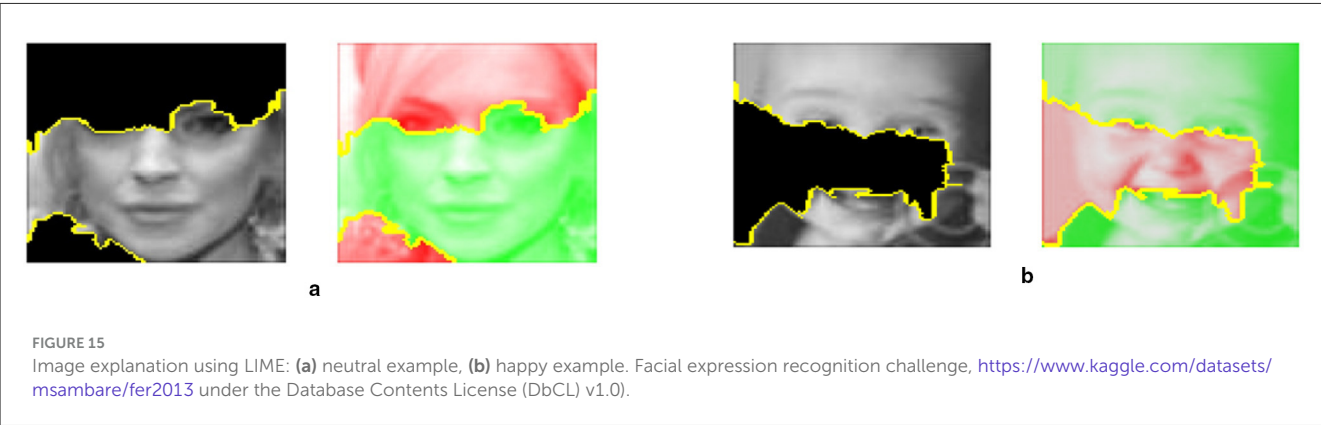 a
b
FIGURE 15
Image explanation using LIME: (a) neutral example, (b) happy example. Facial expression recognition challenge, https://www.kaggle.com/datasets/
msambare/fer2013 under the Database Contents License (DbCL) v1.0).